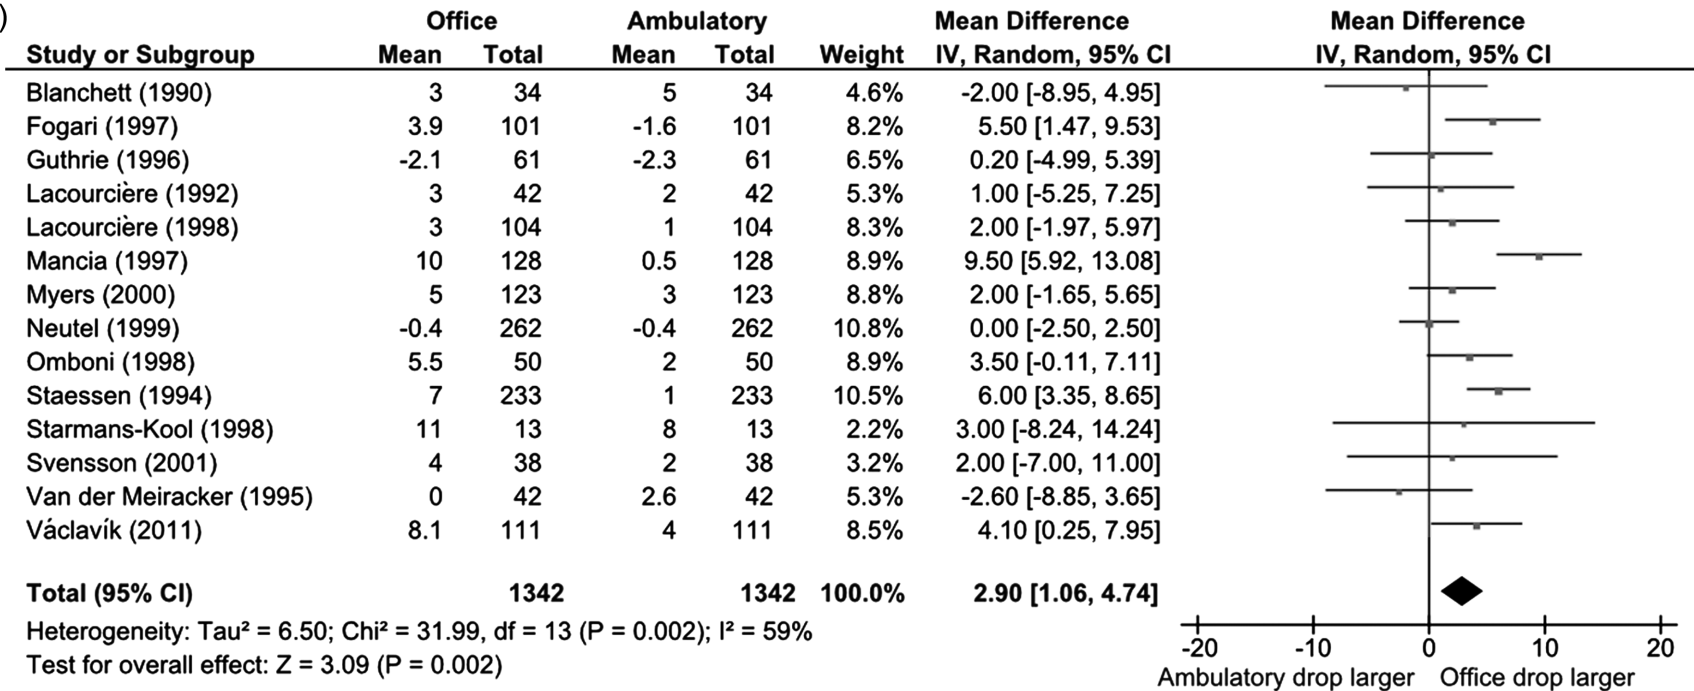 )
Office Ambulatory Mean Difference Mean Difference
Study or Subgroup Mean Total Mean Total Weight IV, Random, 95% CI IV, Random, 95% CI
Blanchett (1990) 3 34 5 34 4.6% -2.00 [-8.95, 4.95]
Fogari (1997) 3.9 101 -1.6 101 8.2% 5.50 [1.47, 9.53]
Guthrie (1996) -2.1 61 -2.3 61 6.5% 0.20 [-4.99, 5.39]
Lacourcière (1992) 3 42 2 42 5.3% 1.00 [-5.25, 7.25]
Lacourcière (1998) 3 104 1 104 8.3% 2.00 [-1.97, 5.97]
Mancia (1997) 10 128 0.5 128 8.9% 9.50 [5.92, 13.08]
Myers (2000) 5 123 3 123 8.8% 2.00 [-1.65, 5.65]
Neutel (1999) -0.4 262 -0.4 262 10.8% 0.00 [-2.50, 2.50]
Omboni (1998) 5.5 50 2 50 8.9% 3.50 [-0.11, 7.11]
Staessen (1994) 7 233 1 233 10.5% 6.00 [3.35, 8.65]
Starmans-Kool (1998) 11 13 8 13 2.2% 3.00 [-8.24, 14.24]
Svensson (2001) 4 38 2 38 3.2% 2.00 [-7.00, 11.00]
Van der Meiracker (1995) 0 42 2.6 42 5.3% -2.60 [-8.85, 3.65]
Václavík (2011) 8.1 111 4 111 8.5% 4.10 [0.25, 7.95]
Total (95% CI) 1342 1342 100.0% 2.90 [1.06, 4.74]
Heterogeneity: Tau² = 6.50; Chi² = 31.99, df = 13 (P = 0.002); I² = 59%
Test for overall effect: Z = 3.09 (P = 0.002)
-20 -10 0 10 20
Ambulatory drop larger Office drop larger